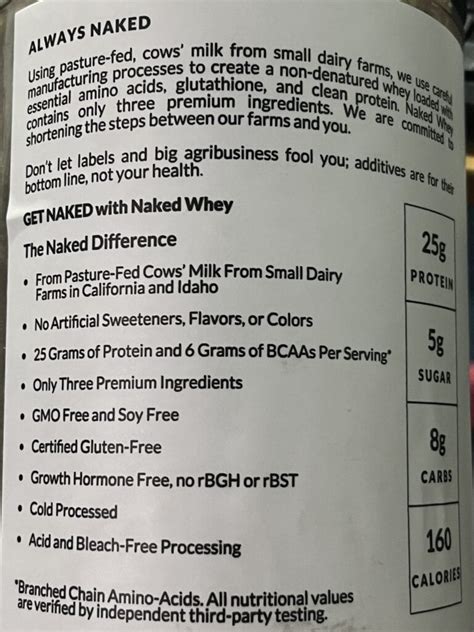 ALWAYS NAKED
Using pasture-fed, cows' milk from small dairy farms, we use careful
manufacturing processes to create a non-denatured whey loaded with
essential amino acids, glutathione, and clean protein. Naked Whey
contains only three premium ingredients. We are committed to
shortening the steps between our farms and you.
Don't let labels and big agribusiness fool you; additives are for their
bottom line, not your health.
GET NAKED with Naked Whey
The Naked Difference
• From Pasture-Fed Cows' Milk From Small Dairy
Farms in California and Idaho
• No Artificial Sweeteners, Flavors, or Colors
• 25 Grams of Protein and 6 Grams of BCAAs Per Serving*
• Only Three Premium Ingredients
• GMO Free and Soy Free
• Certified Gluten-Free
• Growth Hormone Free, no rBGH or rBST
• Cold Processed
• Acid and Bleach-Free Processing
*Branched Chain Amino-Acids. All nutritional values
are verified by independent third-party testing.
25g
PROTEIN
5g
SUGAR
8g
CARBS
160
CALORIES